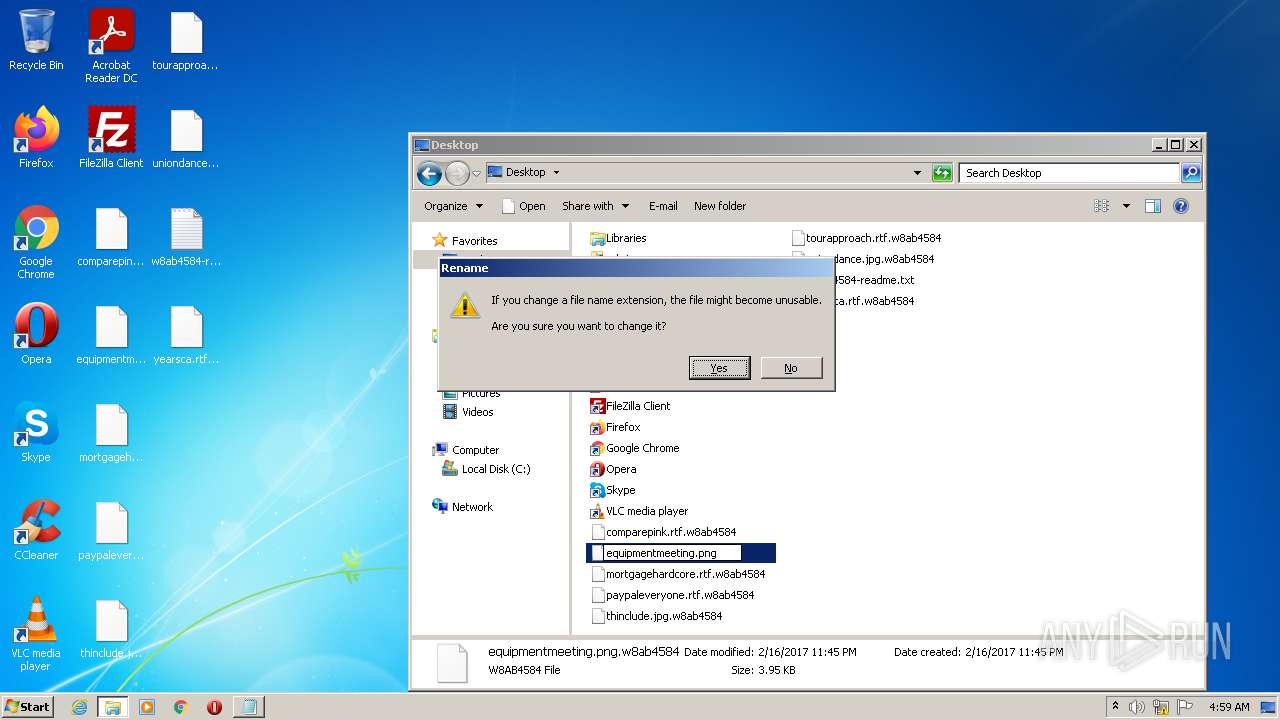 Recycle Bin
Acrobat
Reader DC
tourapproa...
Firefox
FileZilla Client
uniondance...
Google
Chrome
comparepin...
w8ab4584-r...
Opera
equipmentm...
yearsca.rtf...
Skype
mortgageh...
CCleaner
paypalever...
VLC media
player
thinclude.j...
Desktop
Desktop
Search Desktop
Organize
Open
Share with
E-mail
New folder
Favorites
Libraries
tourapproach.rtf.w8ab4584
dance.jpg.w8ab4584
4584-readme.txt
ca.rtf.w8ab4584
Rename
If you change a file name extension, the file might become unusable.
Are you sure you want to change it?
Yes
No
Pictures
Videos
Computer
Local Disk (C:)
Network
FileZilla Client
Firefox
Google Chrome
Opera
Skype
VLC media player
comparepink.rtf.w8ab4584
equipmentmeeting.png
mortgagehardcore.rtf.w8ab4584
paypaleveryone.rtf.w8ab4584
thinclude.jpg.w8ab4584
equipmentmeeting.png.w8ab4584
Date modified: 2/16/2017 11:45 PM
Date created: 2/16/2017 11:45 PM
W8AB4584 File
Size: 3.95 KB
ANY RUN
Start
4:59 AM